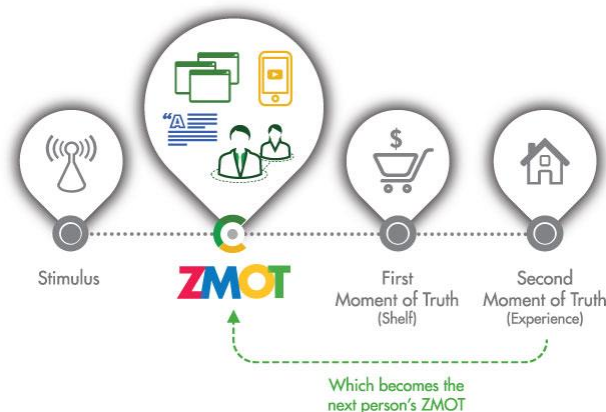 "A
$
Stimulus
ZMOT
First
Moment of Truth
(Shelf)
Second
Moment of Truth
(Experience)
Which becomes the
next person's ZMOT